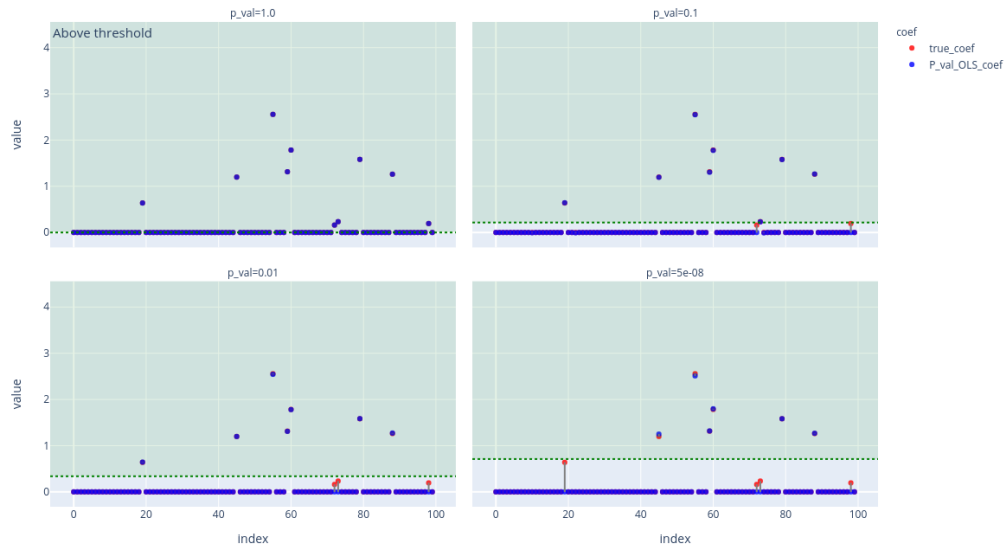 p_val=1.0
p_val=0.1
Above threshold
coef
true_coef
P_val_OLS_coef
value
4
3
2
1
0
p_val=0.01
p_val=5e-08
value
4
3
2
1
0
0
20
40
60
80
100
0
20
40
60
80
100
index
index